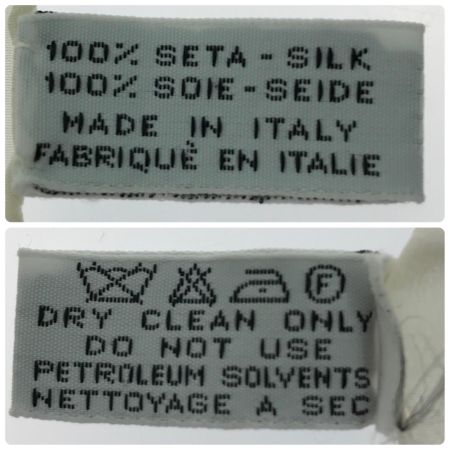 100% SETA - SILK
100% SOIE - SEIDE
MADE IN ITALY
FABRIQUÈ EN ITALIE
F
DRY CLEAN ONLY
DO NOT USE
PETROLEUM SOLVENTS
NETTOYAGE A SEC